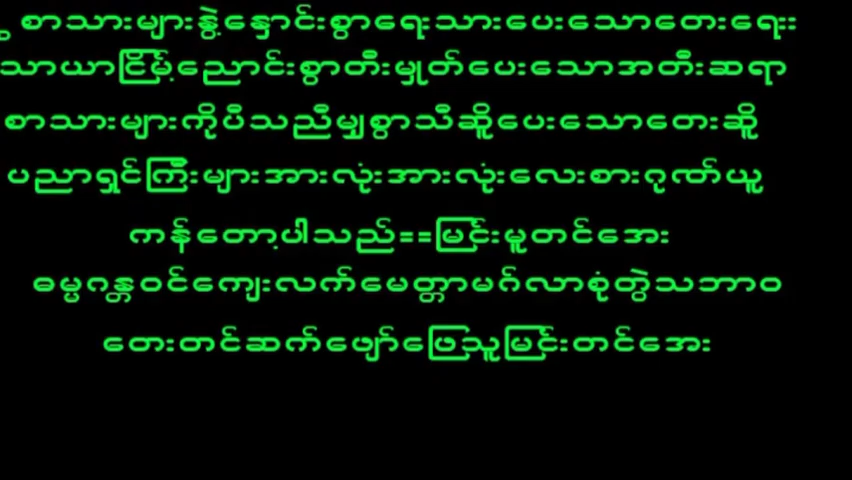 စာသားများနွဲ့နှောင်းစွာရေးသားပေးသောတေးရေး
သာယာငြိမ့်ညောင်းစွာတီးမှုတ်ပေးသောအတီးဆရာ
စာသားများကိုပီသညီမျှစွာသီဆိုပေးသောတေးဆို
ပညာရှင်ကြီးများအားလုံးအားလုံးလေးစားဂုဏ်ယူ
ကန်တော့ပါသည်==မြင်းမူတင်အေး
ဓမ္မဂန္တဝင်ကျေးလက်မေတ္တာမဂ်လာစုံတွဲသဘာဝ
တေးတင်ဆက်ဖျော်ဖြေသူမြင်းတင်အေး